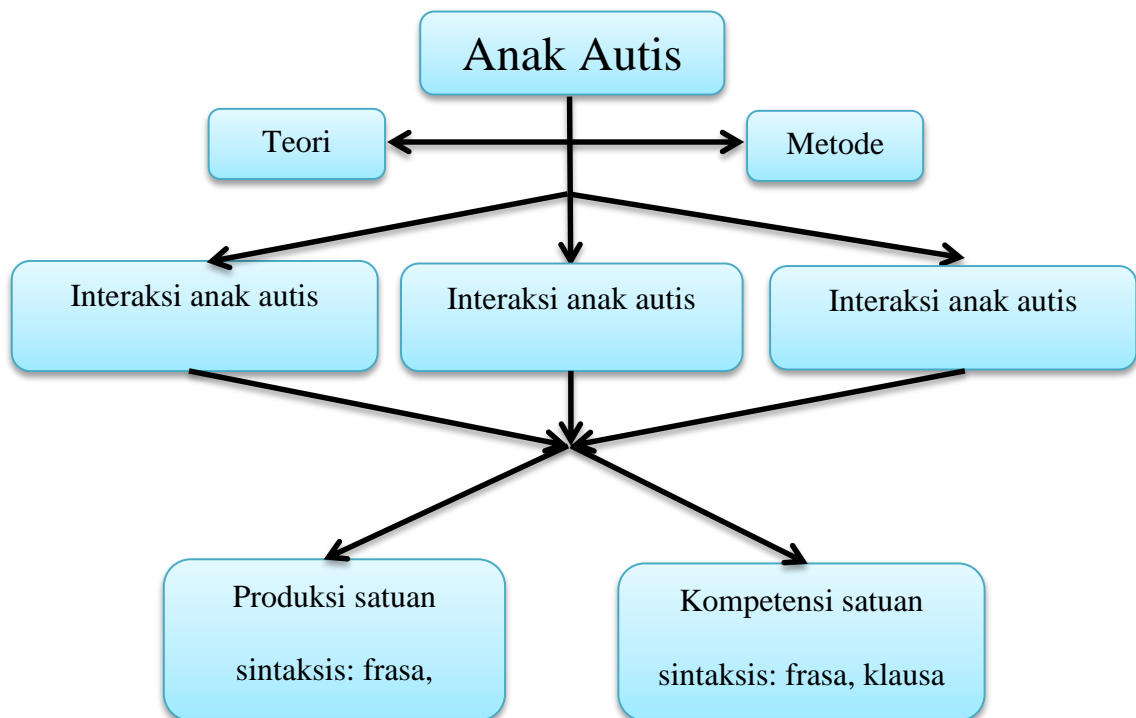 Anak Autis
Teori
Metode
Interaksi anak autis
Interaksi anak autis
Interaksi anak autis
Produksi satuan
sintaksis: frasa,
Kompetensi satuan
sintaksis: frasa, klausa